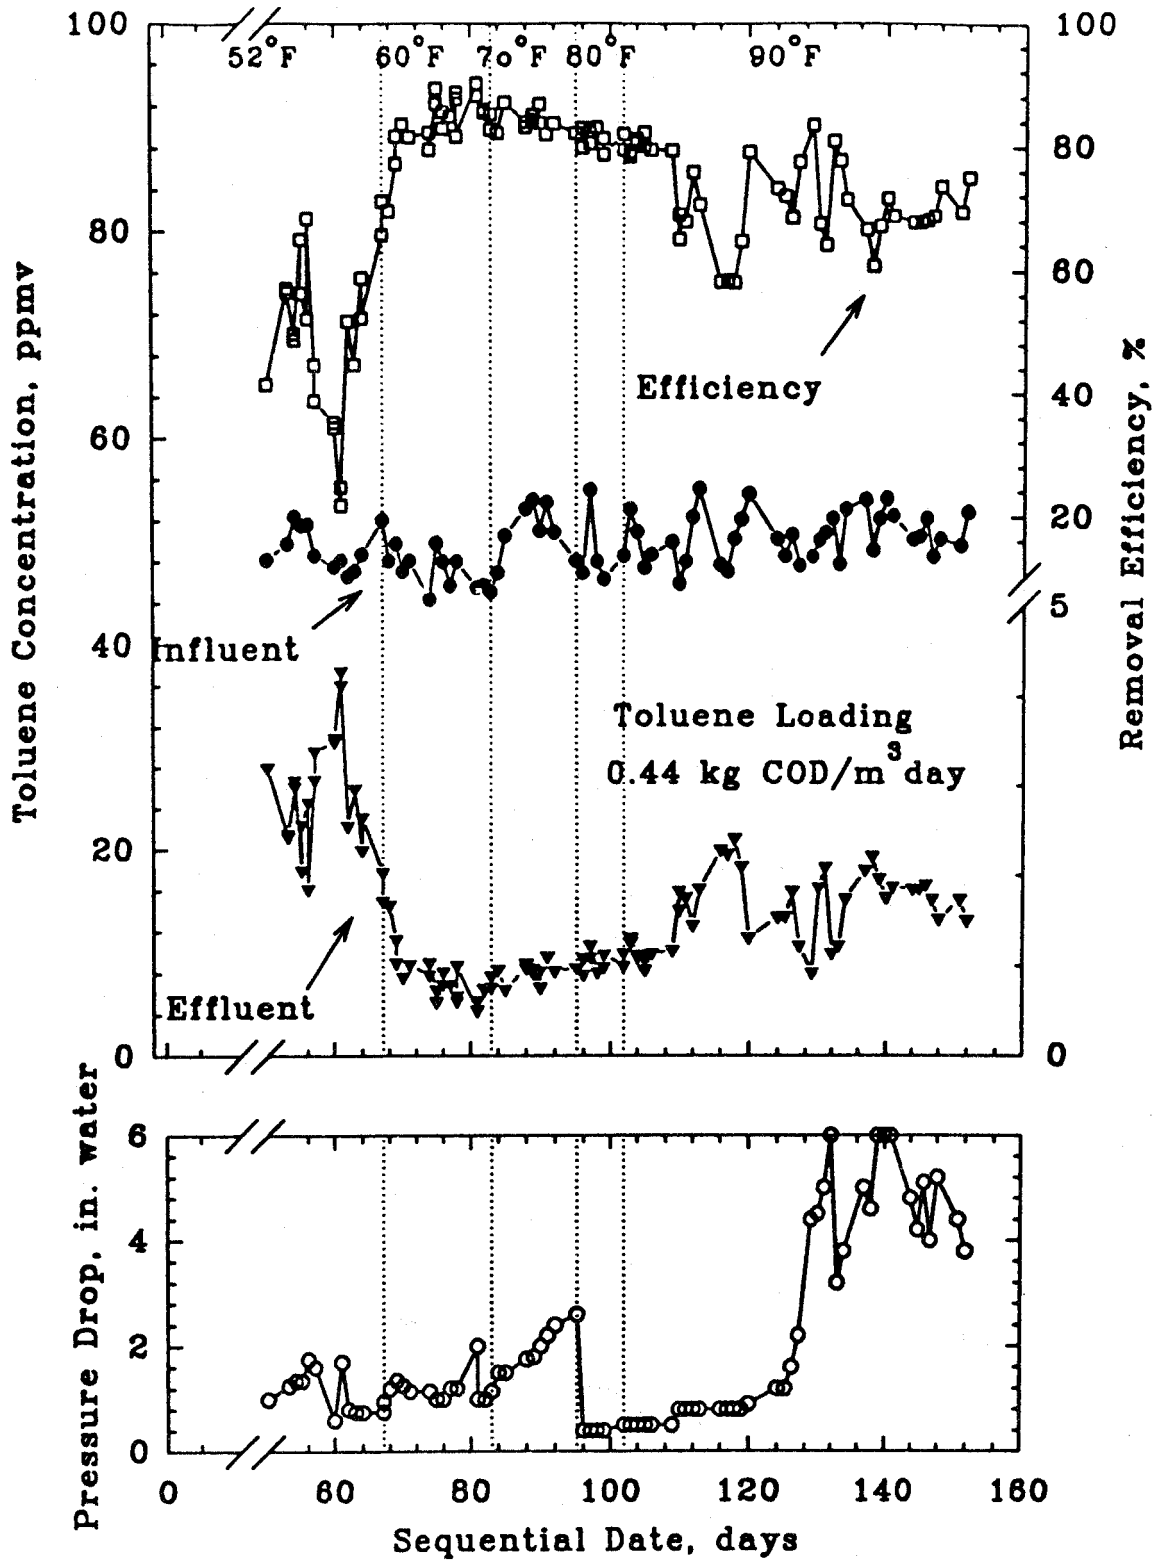 100
100
52°F
60°F
70°F
80°F
90°F
80
80
60
60
40
Efficiency
20
5
Influent
40
Toluene Loading
0.44 kg COD/m³day
20
Effluent
0
0
Toluene Concentration, ppmv
Removal Efficiency, %
6
4
2
0
Pressure Drop, in. water
0
60
80
100
120
140
160
Sequential Date, days